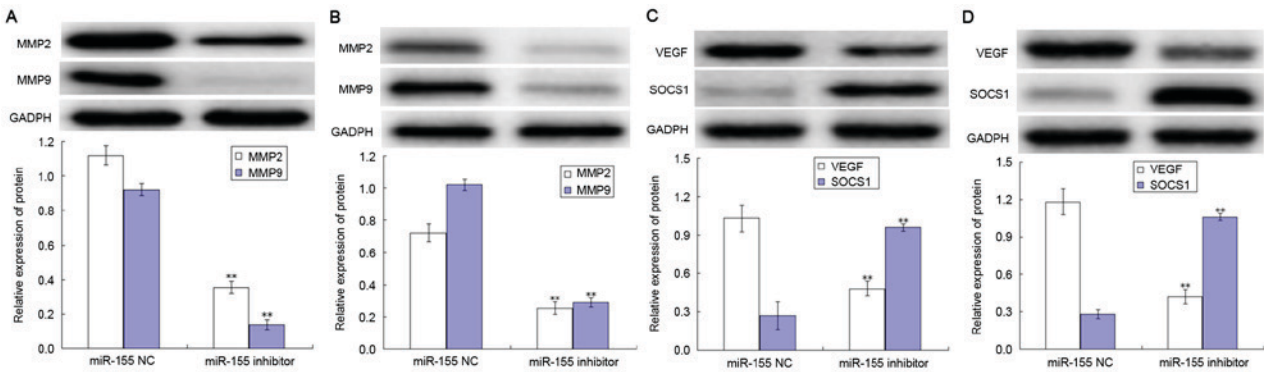 A
MMP2
MMP9
GADPH
Relative expression of protein
1.2
1.0
0.8
0.6
0.4
0.2
0.0
MMP2
MMP9
**
**
miR-155 NC
miR-155 inhibitor
B
MMP2
MMP9
GADPH
Relative expression of protein
1.2
1.0
0.8
0.6
0.4
0.2
0.0
MMP2
MMP9
**
**
miR-155 NC
miR-155 inhibitor
C
VEGF
SOCS1
GADPH
Relative expression of protein
1.5
1.2
0.9
0.6
0.3
0.0
VEGF
SOCS1
**
**
miR-155 NC
miR-155 inhibitor
D
VEGF
SOCS1
GADPH
Relative expression of protein
1.5
1.2
0.9
0.6
0.3
0.0
VEGF
SOCS1
**
**
miR-155 NC
miR-155 inhibitor